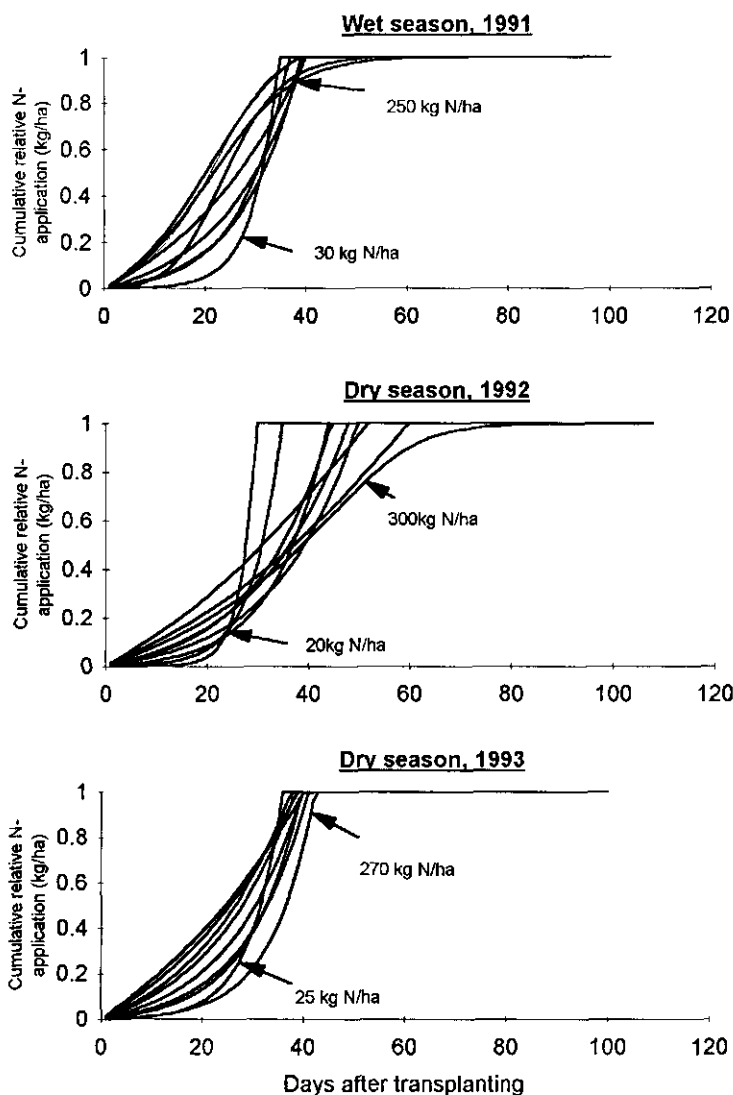 Wet season, 1991
Cumulative relative N-
application (kg/ha)
1
0.8
0.6
0.4
0.2
0
250 kg N/ha
30 kg N/ha
0 20 40 60 80 100 120
Dry season, 1992
Cumulative relative N-
application (kg/ha)
1
0.8
0.6
0.4
0.2
0
300kg N/ha
20kg N/ha
0 20 40 60 80 100 120
Dry season, 1993
Cumulative relative N-
application (kg/ha)
1
0.8
0.6
0.4
0.2
0
270 kg N/ha
25 kg N/ha
0 20 40 60 80 100 120
Days after transplanting